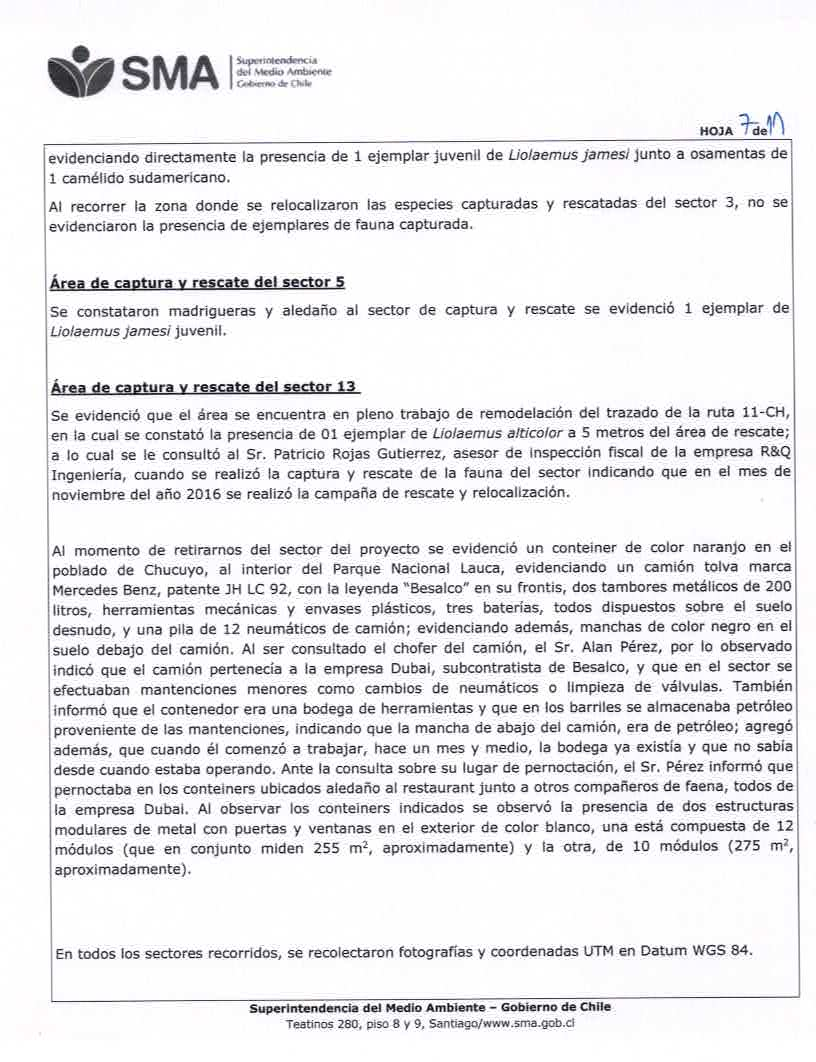 SMA
Superintendencia
del Medio Ambiente
Gobierno de Chile
HOJA 7 de 11
evidenciando directamente la presencia de 1 ejemplar juvenil de Liolaemus jamesi junto a osamentas de
1 camélido sudamericano.
Al recorrer la zona donde se relocalizaron las especies capturadas y rescatadas del sector 3, no se
evidenciaron la presencia de ejemplares de fauna capturada.
Área de captura y rescate del sector 5
Se constataron madrigueras y aledaño al sector de captura y rescate se evidenció 1 ejemplar de
Liolaemus jamesi juvenil.
Área de captura y rescate del sector 13
Se evidenció que el área se encuentra en pleno trabajo de remodelación del trazado de la ruta 11-CH,
en la cual se constató la presencia de 01 ejemplar de Liolaemus alticolor a 5 metros del área de rescate;
a lo cual se le consultó al Sr. Patricio Rojas Gutierrez, asesor de inspección fiscal de la empresa R&Q
Ingeniería, cuando se realizó la captura y rescate de la fauna del sector indicando que en el mes de
noviembre del año 2016 se realizó la campaña de rescate y relocalización.
Al momento de retirarnos del sector del proyecto se evidenció un conteiner de color naranjo en el
poblado de Chucuyo, al interior del Parque Nacional Lauca, evidenciando un camión tolva marca
Mercedes Benz, patente JH LC 92, con la leyenda "Besalco" en su frontis, dos tambores metálicos de 200
litros, herramientas mecánicas y envases plásticos, tres baterías, todos dispuestos sobre el suelo
desnudo, y una pila de 12 neumáticos de camión; evidenciando además, manchas de color negro en el
suelo debajo del camión. Al ser consultado el chofer del camión, el Sr. Alan Pérez, por lo observado
indicó que el camión pertenecía a la empresa Dubai, subcontratista de Besalco, y que en el sector se
efectuaban mantenciones menores como cambios de neumáticos o limpieza de válvulas. También
informó que el contenedor era una bodega de herramientas y que en los barriles se almacenaba petróleo
proveniente de las mantenciones, indicando que la mancha de abajo del camión, era de petróleo; agregó
además, que cuando él comenzó a trabajar, hace un mes y medio, la bodega ya existía y que no sabía
desde cuando estaba operando. Ante la consulta sobre su lugar de pernoctación, el Sr. Pérez informó que
pernoctaba en los conteiners ubicados aledaño al restaurant junto a otros compañeros de faena, todos de
la empresa Dubai. Al observar los conteiners indicados se observó la presencia de dos estructuras
modulares de metal con puertas y ventanas en el exterior de color blanco, una está compuesta de 12
módulos (que en conjunto miden 255 m², aproximadamente) y la otra, de 10 módulos (275 m²,
aproximadamente).
En todos los sectores recorridos, se recolectaron fotografías y coordenadas UTM en Datum WGS 84.
Superintendencia del Medio Ambiente – Gobierno de Chile
Teatinos 280, piso 8 y 9, Santiago/www.sma.gob.cl